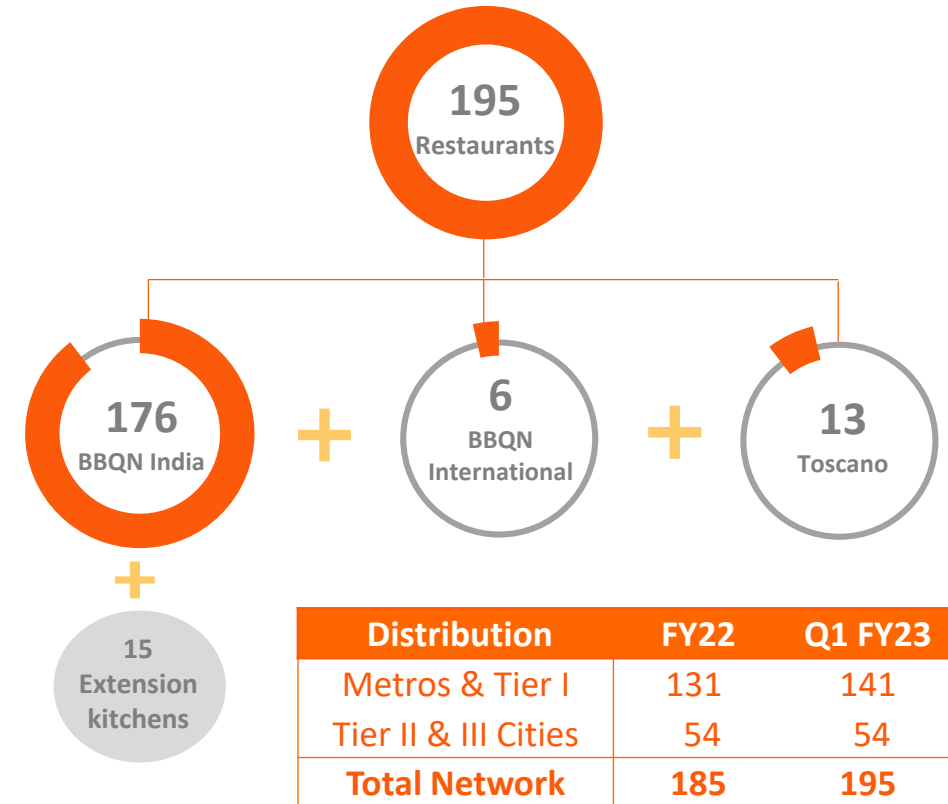 195
Restaurants
176
BBQN India
+
6
BBQN
International
+
13
Toscano
+
15
Extension
kitchens
Distribution FY22 Q1 FY23
Metros & Tier I 131 141
Tier II & III Cities 54 54
Total Network 185 195